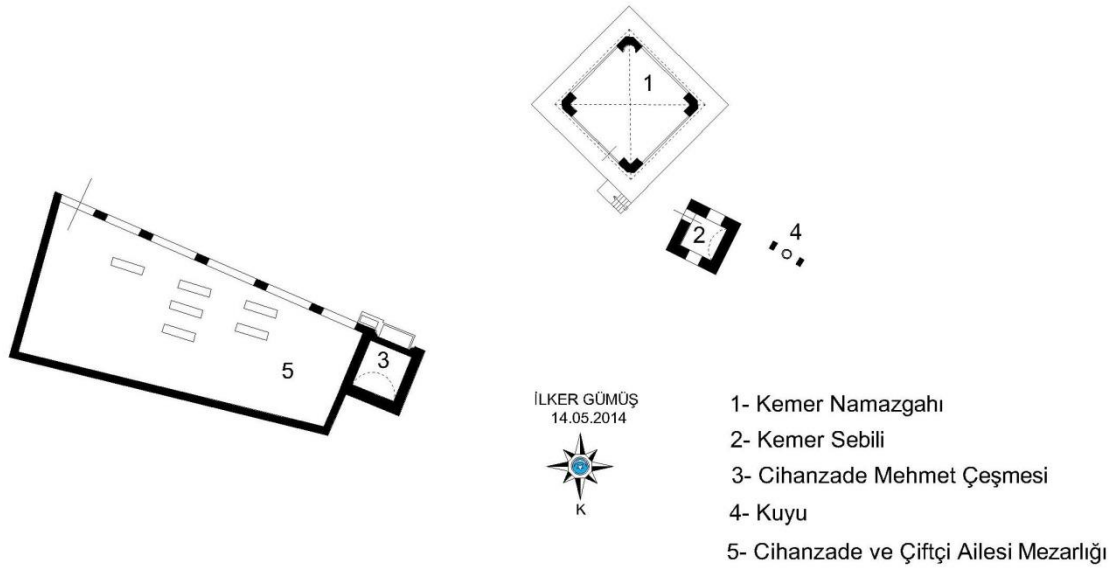 1
2
4
3
5
İLKER GÜMÜŞ
14.05.2014
K
1- Kemer Namazgahı
2- Kemer Sebili
3- Cihanzade Mehmet Çeşmesi
4- Kuyu
5- Cihanzade ve Çiftçi Ailesi Mezarlığı